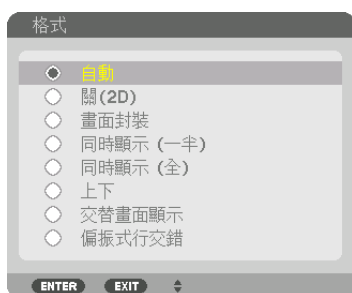 格式
自動
關(2D)
畫面封裝
同時顯示 (一半)
同時顯示 (全)
上下
交替畫面顯示
偏振式行交錯
ENTER EXIT